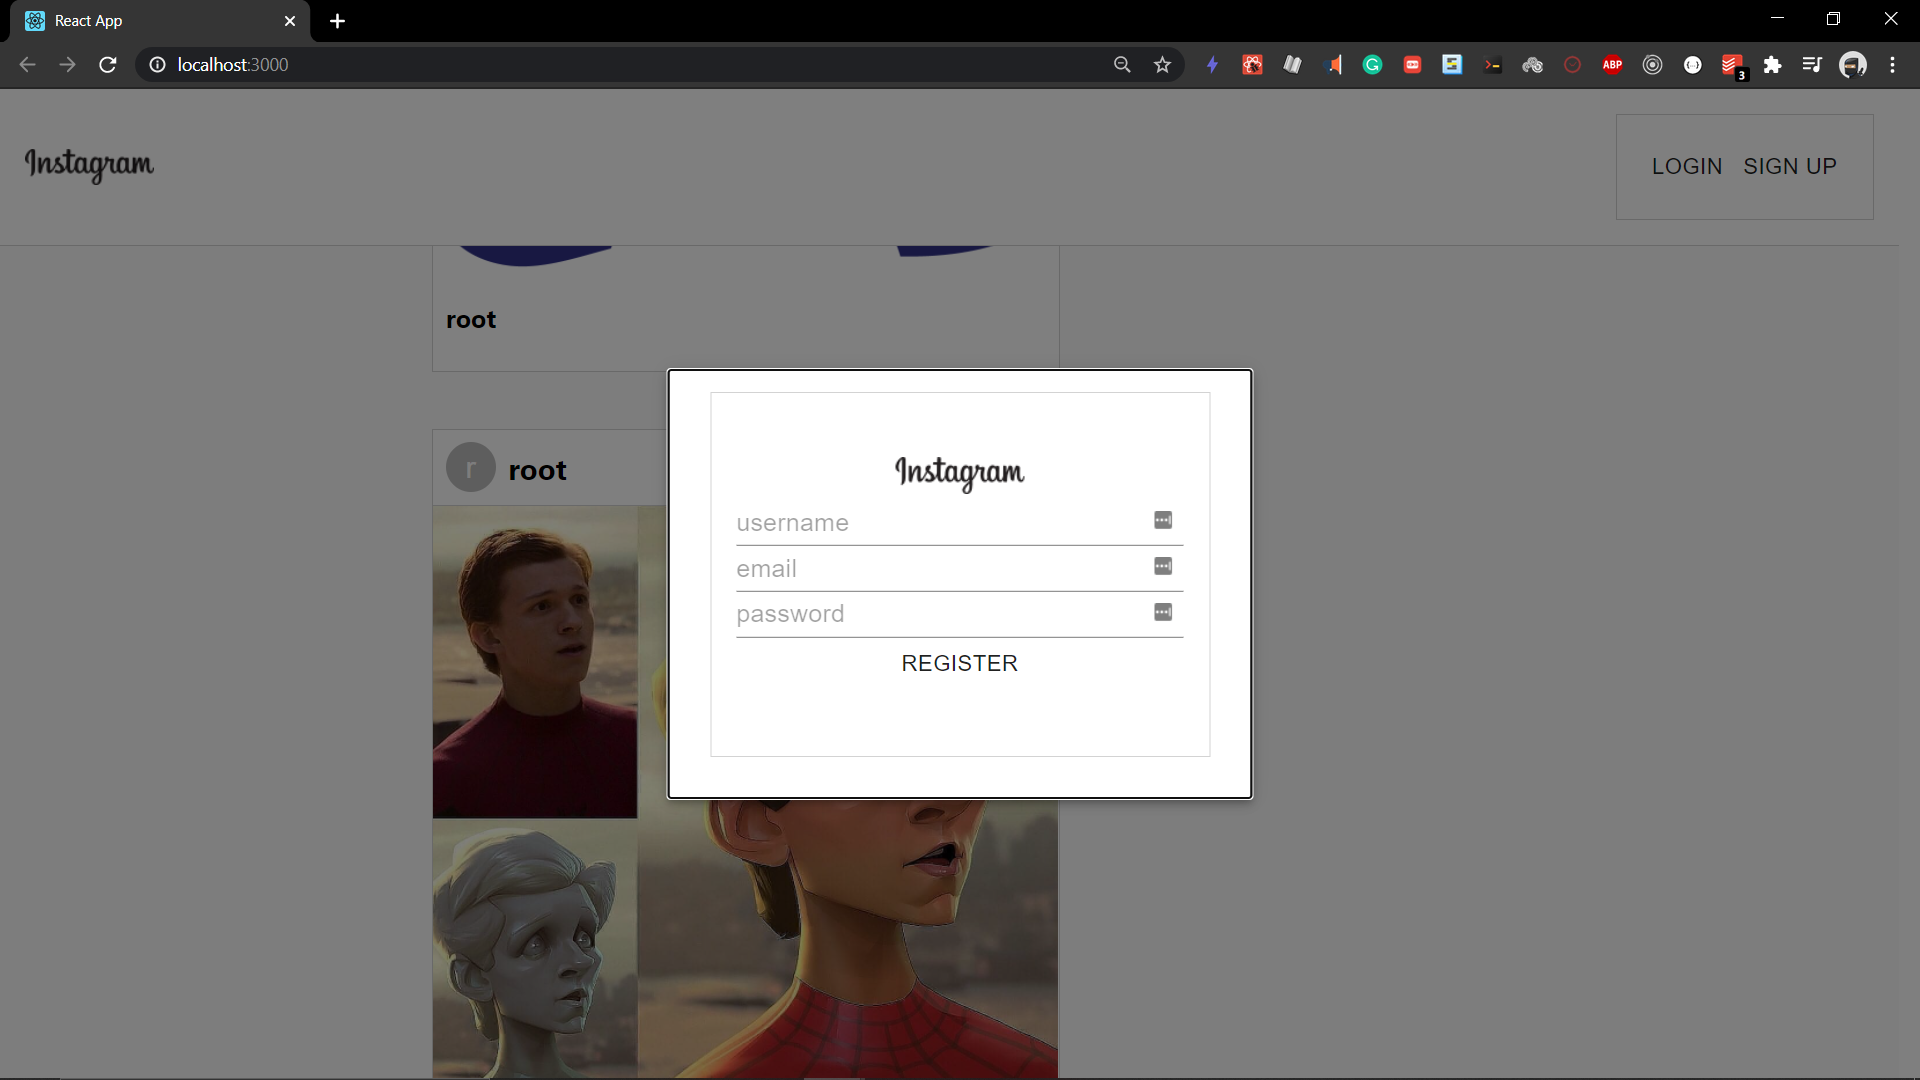 React App
localhost:3000
ABP
3
Instagram
LOGIN SIGN UP
root
r root
Instagram
username
email
password
REGISTER